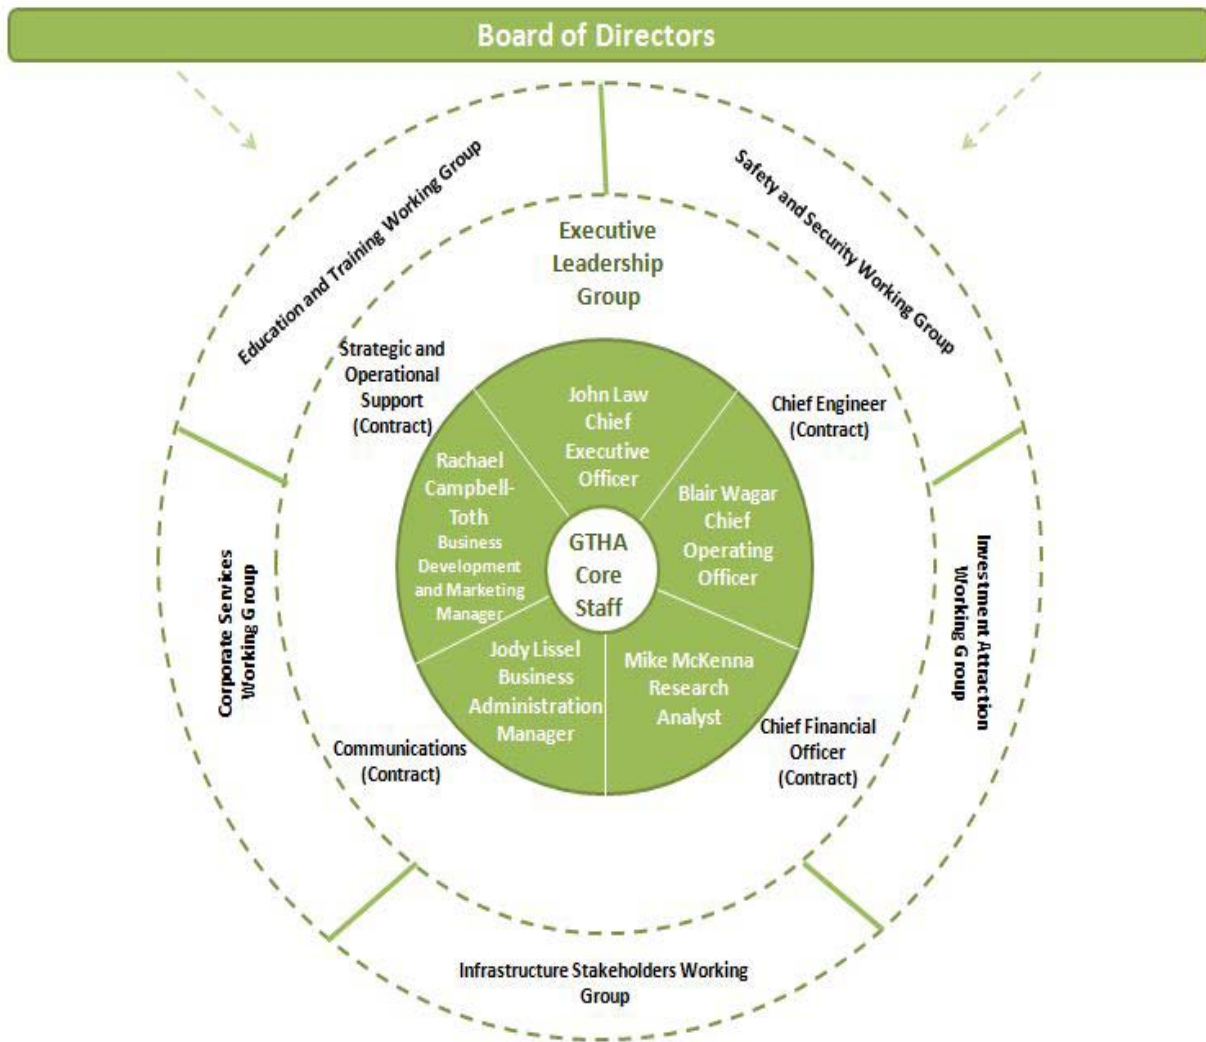 Board of Directors
Education and Training Working Group
Safety and Security Working Group
Executive
Leadership
Group
Strategic and
Operational
Support
(Contract)
John Law
Chief
Executive
Officer
Chief Engineer
(Contract)
Rachael
Campbell-
Toth
Business
Development
and Marketing
Manager
Blair Wagar
Chief
Operating
Officer
GTHA
Core
Staff
Corporate Services
Working Group
Investment Attraction
Working Group
Jody Lissel
Business
Administration
Manager
Mike McKenna
Research
Analyst
Communications
(Contract)
Chief Financial
Officer
(Contract)
Infrastructure Stakeholders Working
Group